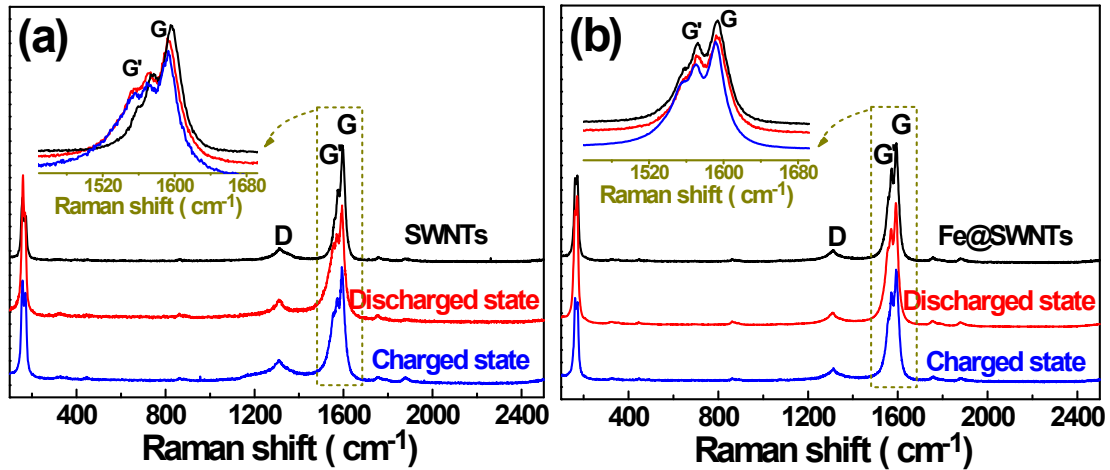 (a)
G
G'
1520 1600 1680
Raman shift ( cm⁻¹)
G
G'
D
SWNTs
Discharged state
Charged state
400 800 1200 1600 2000 2400
Raman shift ( cm⁻¹)
(b)
G
G'
1520 1600 1680
Raman shift ( cm⁻¹)
G
G'
D
Fe@SWNTs
Discharged state
Charged state
400 800 1200 1600 2000 2400
Raman shift ( cm⁻¹)